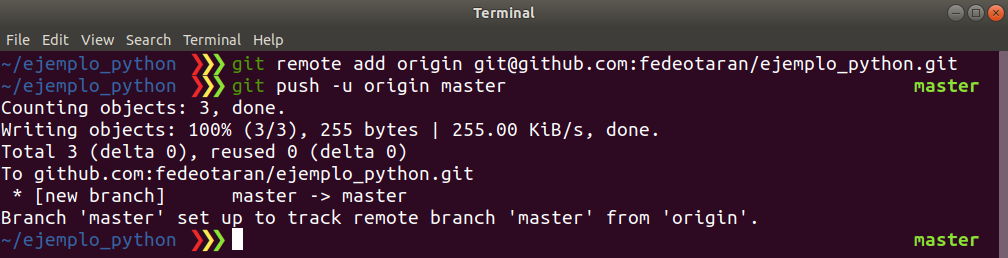 Terminal
File Edit View Search Terminal Help
~/ejemplo_python ❯❯❯ git remote add origin git@github.com:fedeotaran/ejemplo_python.git
~/ejemplo_python ❯❯❯ git push -u origin master master
Counting objects: 3, done.
Writing objects: 100% (3/3), 255 bytes | 255.00 KiB/s, done.
Total 3 (delta 0), reused 0 (delta 0)
To github.com:fedeotaran/ejemplo_python.git
 * [new branch]      master -> master
Branch 'master' set up to track remote branch 'master' from 'origin'.
~/ejemplo_python ❯❯❯ master